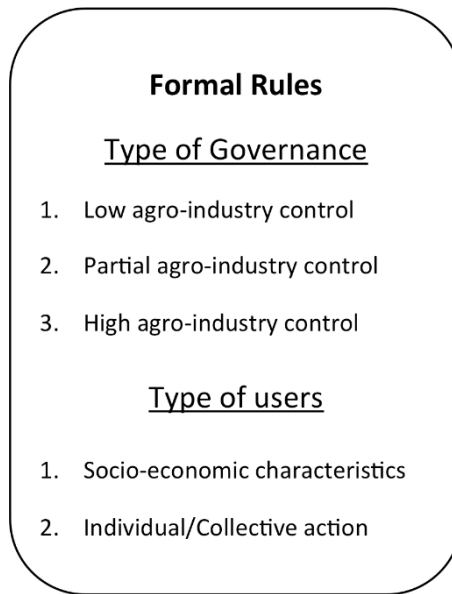 Formal Rules
Type of Governance
1. Low agro-industry control
2. Partial agro-industry control
3. High agro-industry control
Type of users
1. Socio-economic characteristics
2. Individual/Collective action